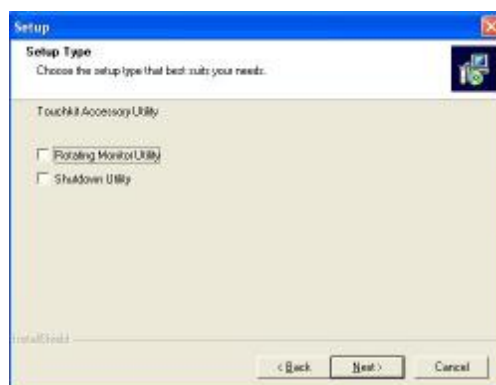 Setup
Setup Type
Choose the setup type that best suits your needs.
Touchkit Accessory Utility
Rotating Monitor Utility
Shutdown Utility
InstallShield
< Back
Next >
Cancel